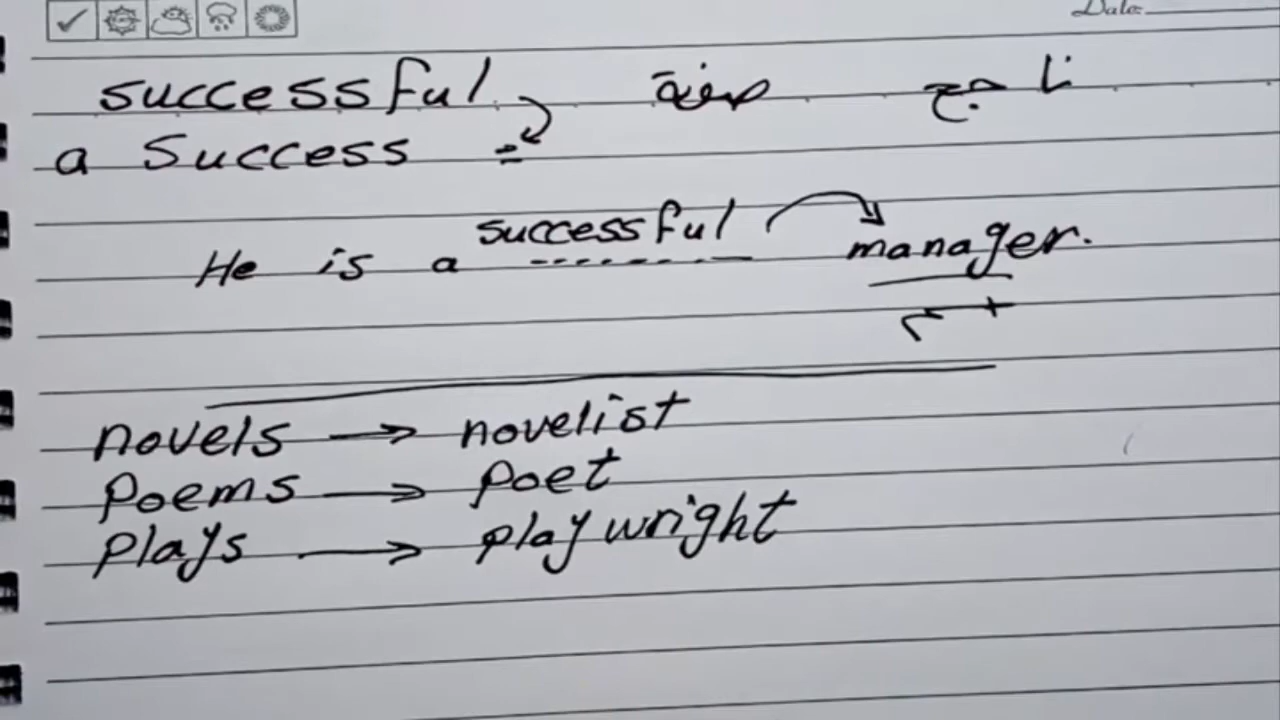 Date:
successful صفة ناجح
a success =
successful
He is a ------- manager.
novels → novelist
Poems → Poet
Plays → Playwright